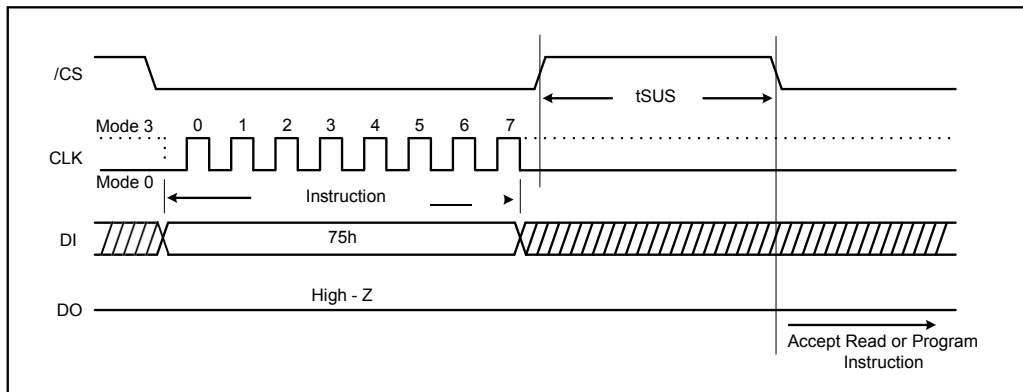 /CS
tSUS
Mode 3
0 1 2 3 4 5 6 7
CLK
Mode 0
Instruction
DI
75h
High - Z
DO
Accept Read or Program
Instruction